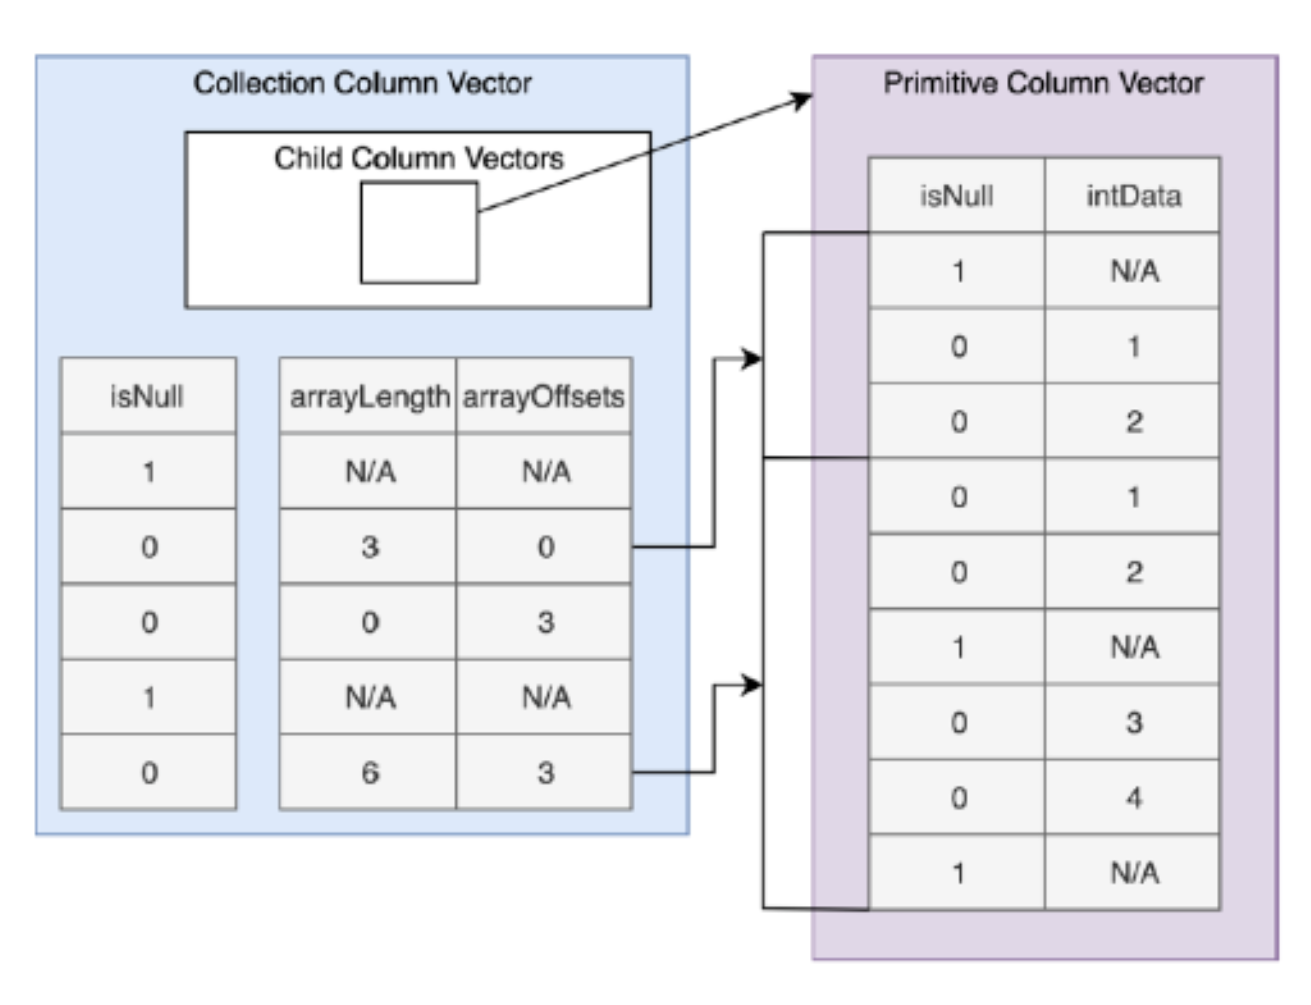 Collection Column Vector
Child Column Vectors
isNull
arrayLength arrayOffsets
1 N/A N/A
0 3 0
0 0 3
1 N/A N/A
0 6 3
Primitive Column Vector
isNull intData
1 N/A
0 1
0 2
0 1
0 2
1 N/A
0 3
0 4
1 N/A